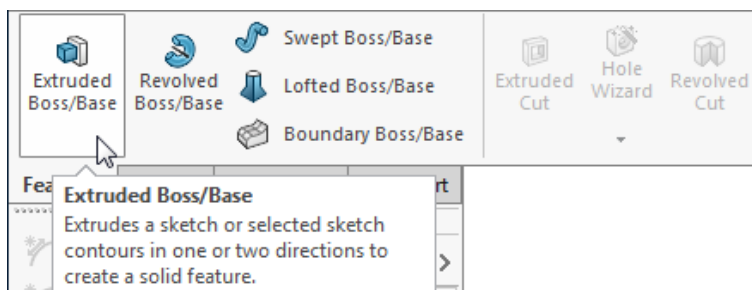 Extruded
Boss/Base
Revolved
Boss/Base
Swept Boss/Base
Lofted Boss/Base
Boundary Boss/Base
Extruded
Cut
Hole
Wizard
Revolved
Cut
Extruded Boss/Base
Extrudes a sketch or selected sketch
contours in one or two directions to
create a solid feature.